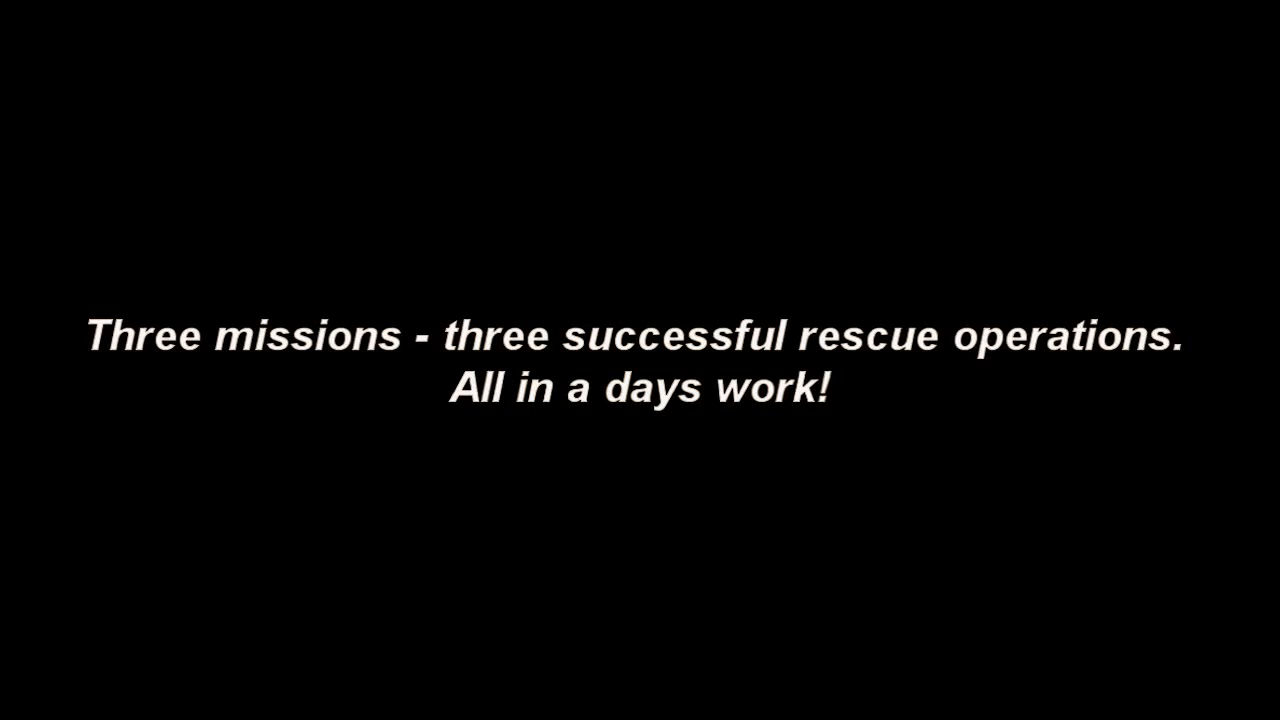 Three missions - three successful rescue operations.
All in a days work!